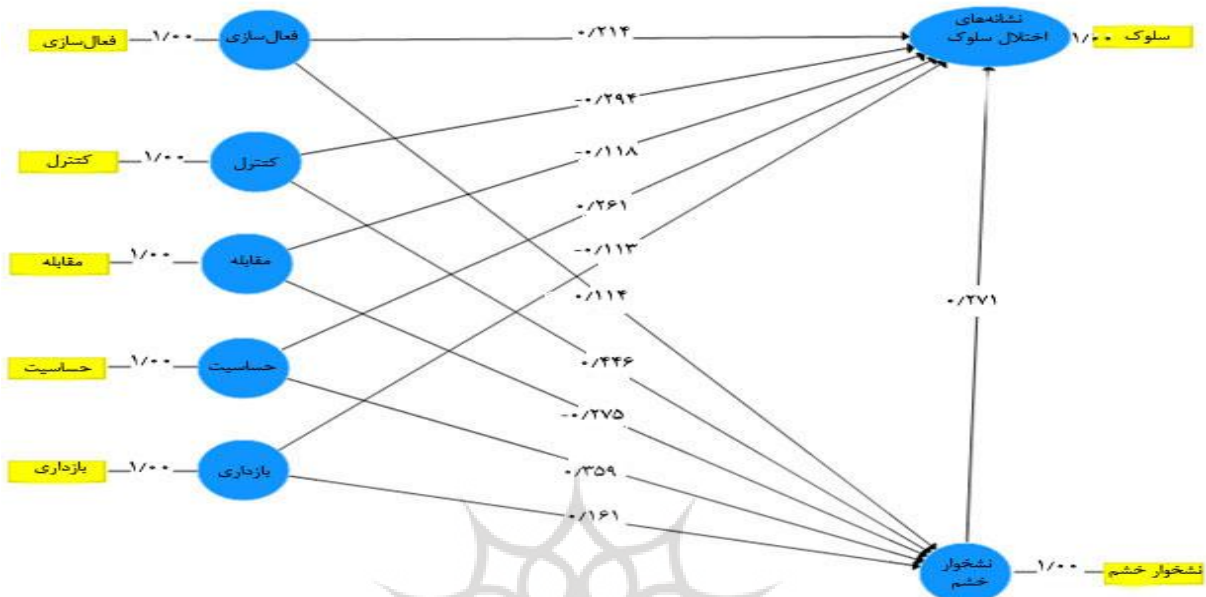 فعال‌سازی
۱/۰۰
فعال‌سازی
۰/۲۱۴
نشانه‌های
اختلال سلوک
۱/۰۰
سلوک
کنترل
۱/۰۰
کنترل
-۰/۲۹۴
مقابله
۱/۰۰
مقابله
-۰/۱۱۸
حساسیت
۱/۰۰
حساسیت
۰/۲۶۱
بازداری
۱/۰۰
بازداری
-۰/۱۱۳
۰/۱۱۴
۰/۴۴۶
-۰/۲۷۵
۰/۳۵۹
۰/۱۶۱
۰/۲۷۱
نشخوار
خشم
۱/۰۰
نشخوار خشم